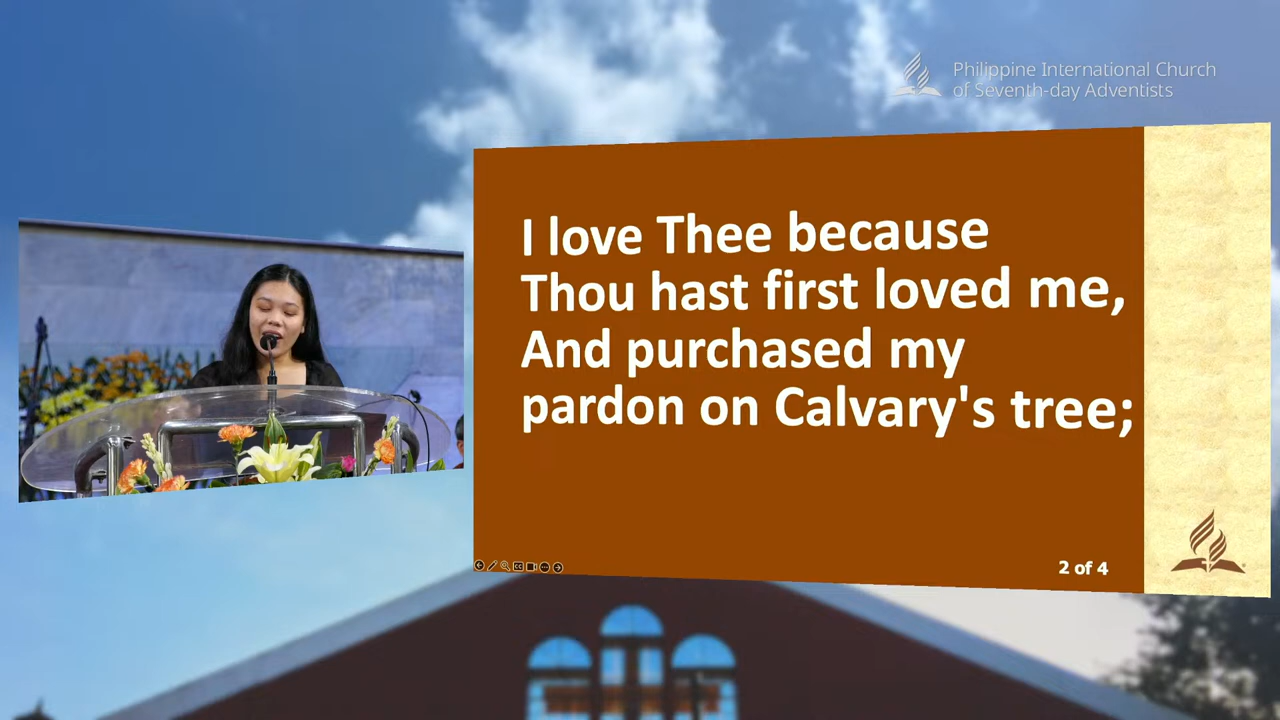 Philippine International Church
of Seventh-day Adventists
I love Thee because
Thou hast first loved me,
And purchased my
pardon on Calvary's tree;
2 of 4